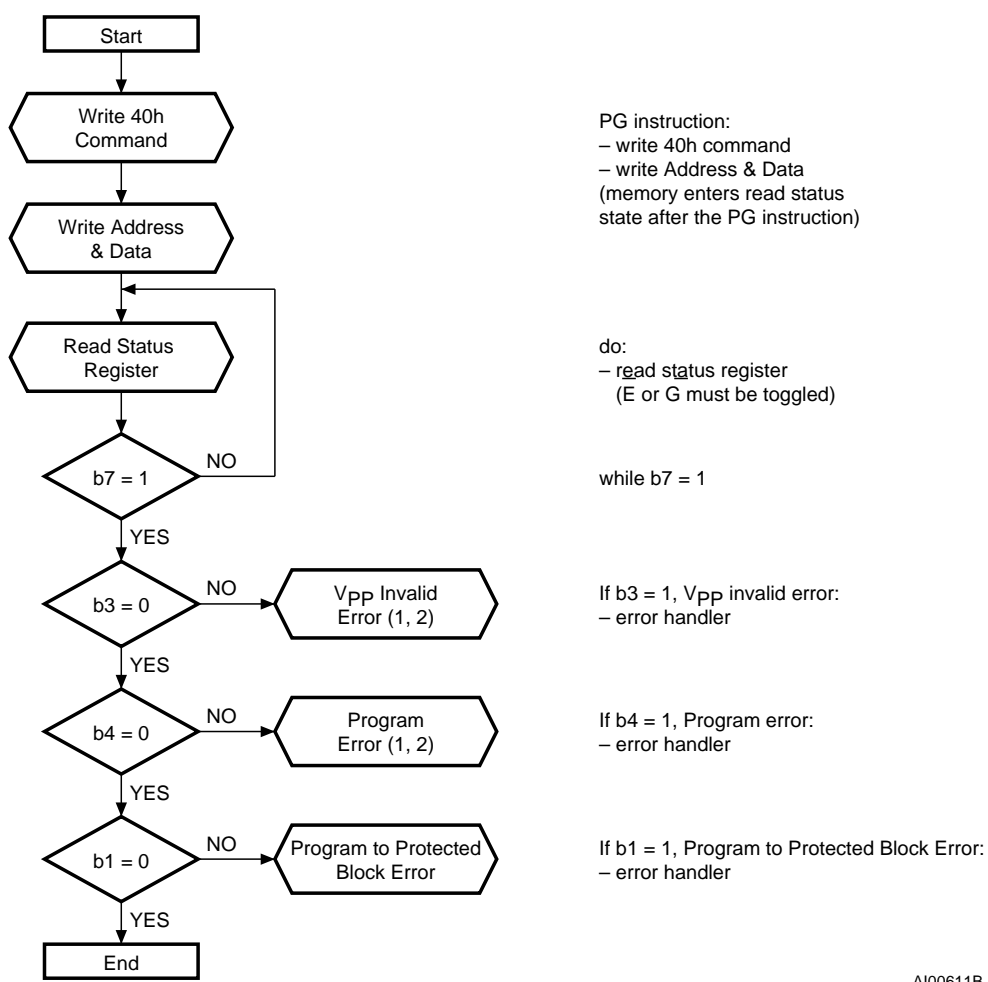 Start
Write 40h
Command
PG instruction:
– write 40h command
– write Address & Data
(memory enters read status
state after the PG instruction)
Write Address
& Data
Read Status
Register
do:
– read status register
(E or G must be toggled)
b7 = 1
NO
while b7 = 1
YES
b3 = 0
NO
VPP Invalid
Error (1, 2)
If b3 = 1, VPP invalid error:
– error handler
YES
b4 = 0
NO
Program
Error (1, 2)
If b4 = 1, Program error:
– error handler
YES
b1 = 0
NO
Program to Protected
Block Error
If b1 = 1, Program to Protected Block Error:
– error handler
YES
End
AI00611B